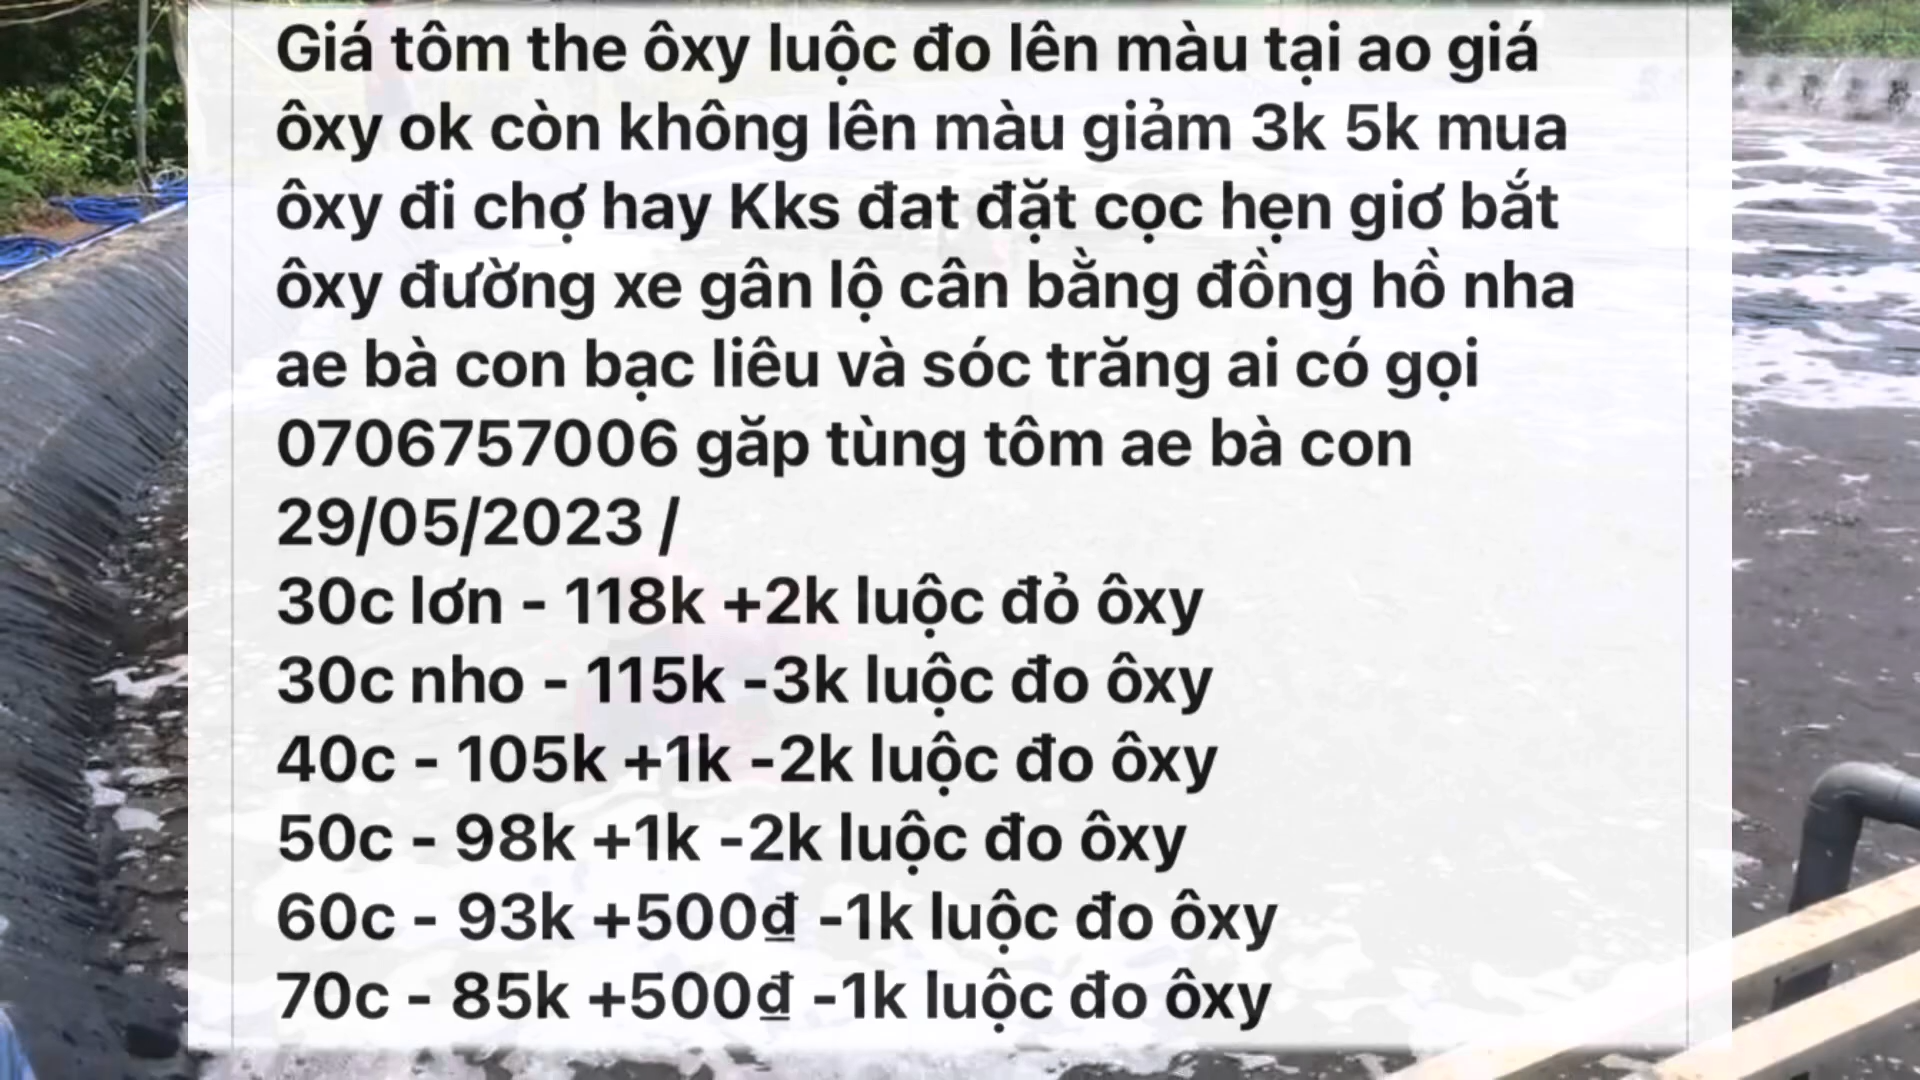 Giá tôm the ôxy luộc đo lên màu tại ao giá
ôxy ok còn không lên màu giảm 3k 5k mua
ôxy đi chợ hay Kks đat đặt cọc hẹn giơ bắt
ôxy đường xe gân lộ cân bằng đồng hồ nha
ae bà con bạc liêu và sóc trăng ai có gọi
0706757006 găp tùng tôm ae bà con
29/05/2023 /
30c lơn - 118k +2k luộc đỏ ôxy
30c nho - 115k -3k luộc đo ôxy
40c - 105k +1k -2k luộc đo ôxy
50c - 98k +1k -2k luộc đo ôxy
60c - 93k +500₫ -1k luộc đo ôxy
70c - 85k +500₫ -1k luộc đo ôxy